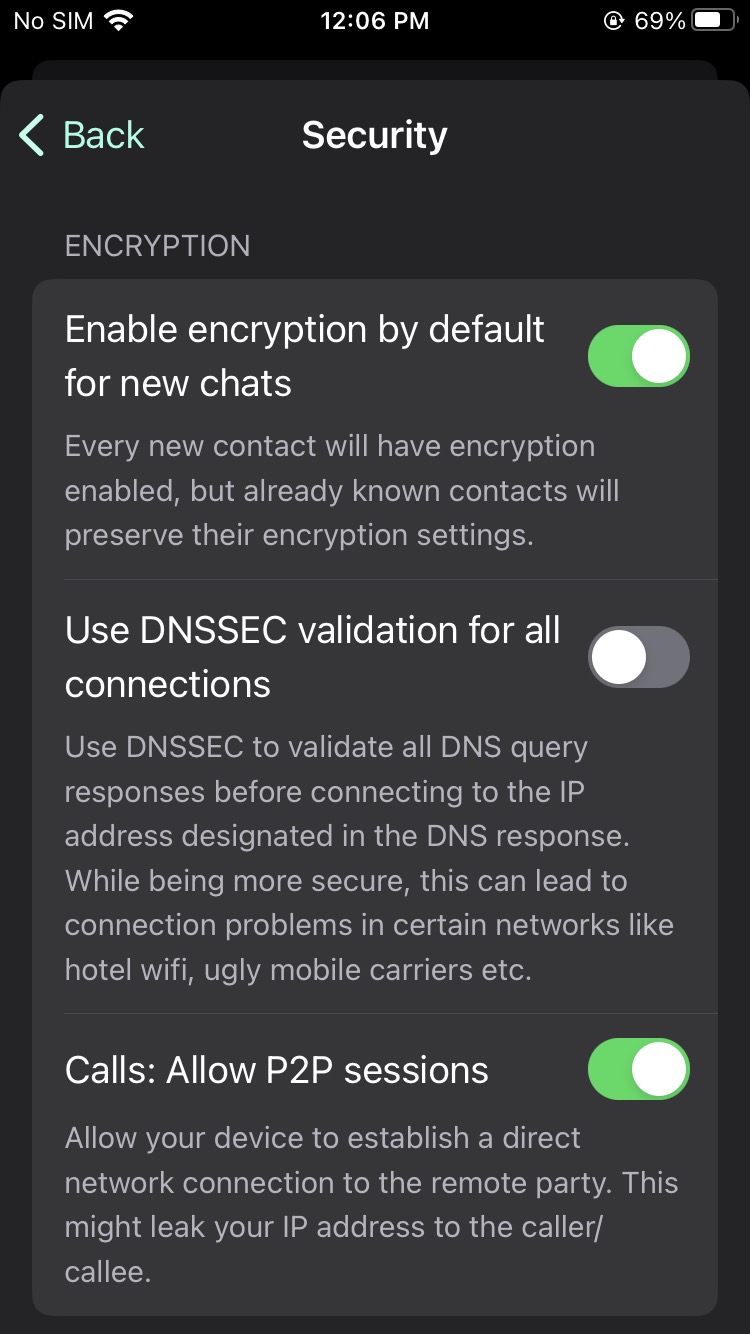 No SIM 12:06 PM 69%
Back Security
ENCRYPTION
Enable encryption by default
for new chats
Every new contact will have encryption
enabled, but already known contacts will
preserve their encryption settings.
Use DNSSEC validation for all
connections
Use DNSSEC to validate all DNS query
responses before connecting to the IP
address designated in the DNS response.
While being more secure, this can lead to
connection problems in certain networks like
hotel wifi, ugly mobile carriers etc.
Calls: Allow P2P sessions
Allow your device to establish a direct
network connection to the remote party. This
might leak your IP address to the caller/
callee.